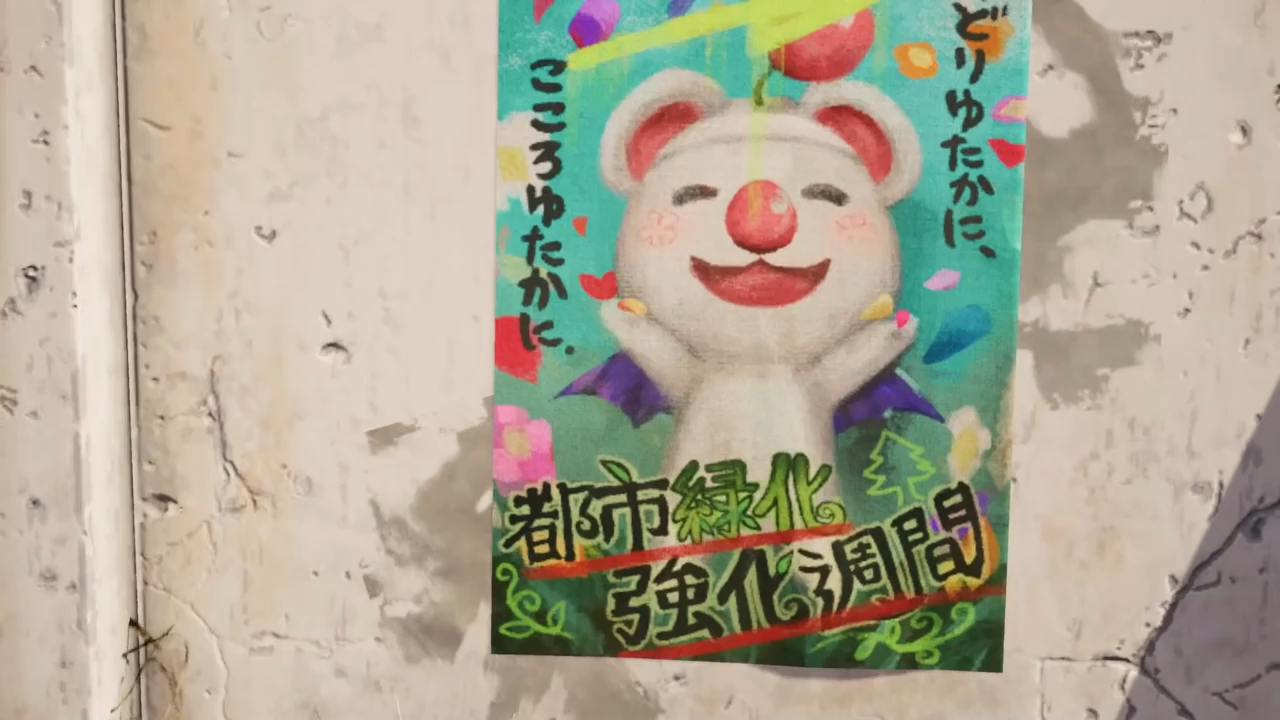 どりゆたかに、
こころゆたかに.
都市緑化
強化週間